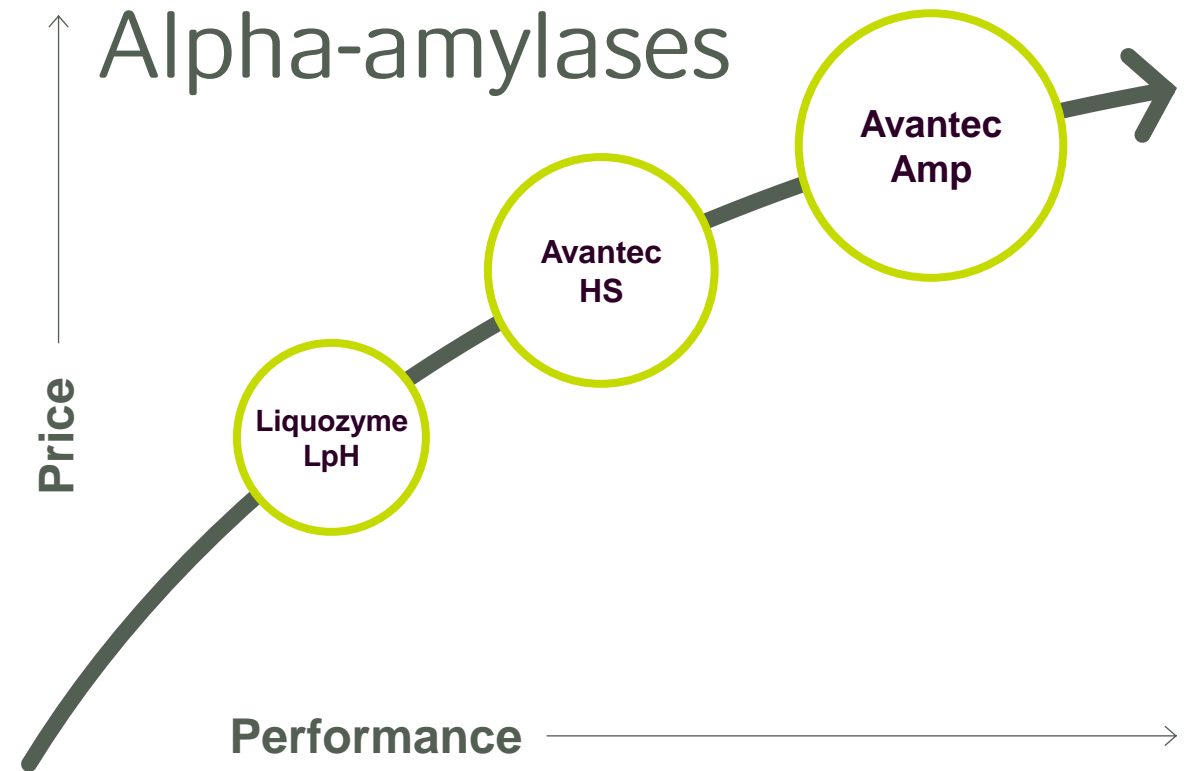 Alpha-amylases
Avantec
Amp
Avantec
HS
Liquozyme
LpH
Price
Performance